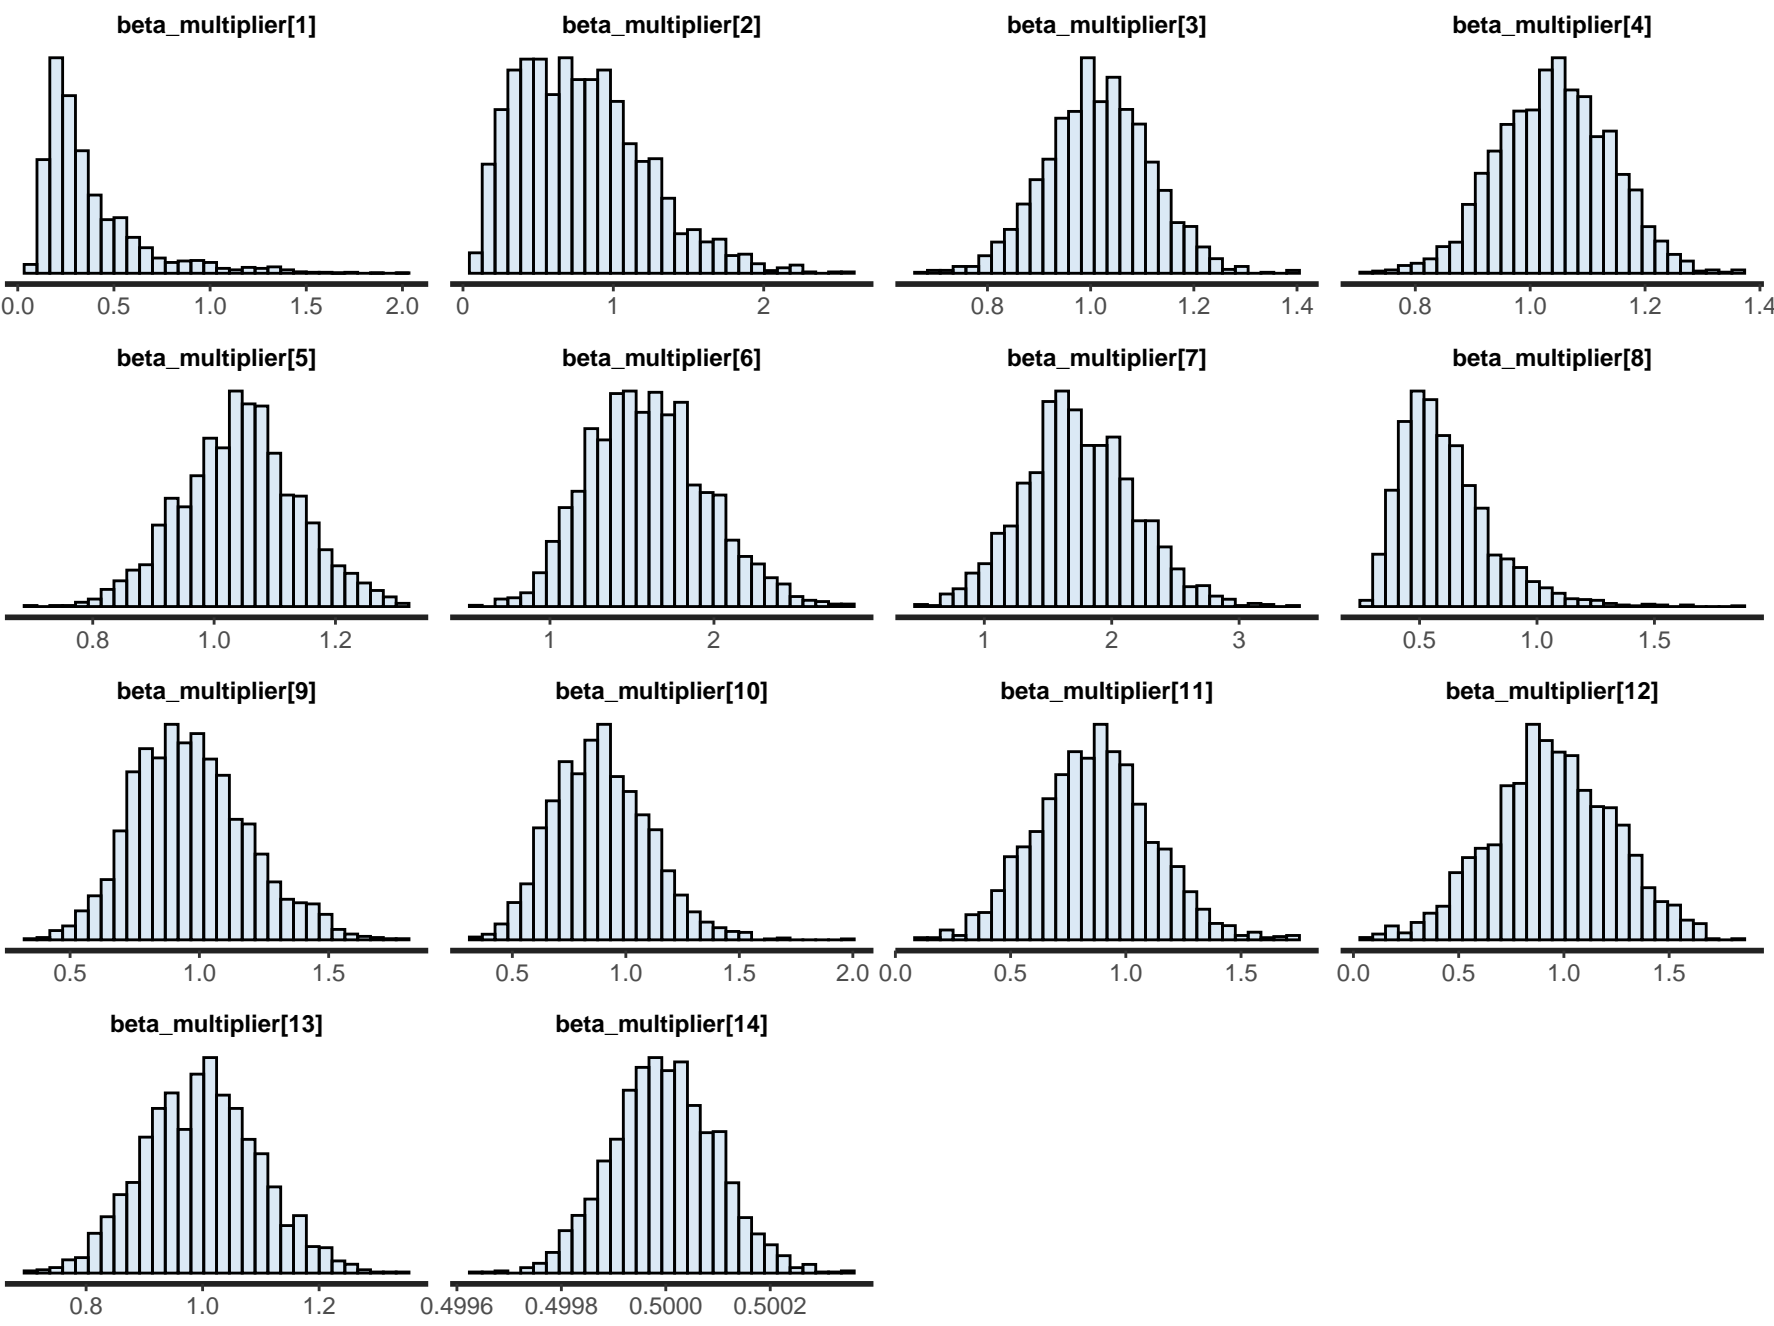 beta_multiplier[1] beta_multiplier[2] beta_multiplier[3] beta_multiplier[4]
0.0 0.5 1.0 1.5 2.0 0 1 2 0.8 1.0 1.2 1.4 0.8 1.0 1.2 1.4
beta_multiplier[5] beta_multiplier[6] beta_multiplier[7] beta_multiplier[8]
0.8 1.0 1.2 1 2 1 2 3 0.5 1.0 1.5
beta_multiplier[9] beta_multiplier[10] beta_multiplier[11] beta_multiplier[12]
0.5 1.0 1.5 0.5 1.0 1.5 2.0 0.0 0.5 1.0 1.5 0.0 0.5 1.0 1.5
beta_multiplier[13] beta_multiplier[14]
0.8 1.0 1.2 0.4996 0.4998 0.5000 0.5002